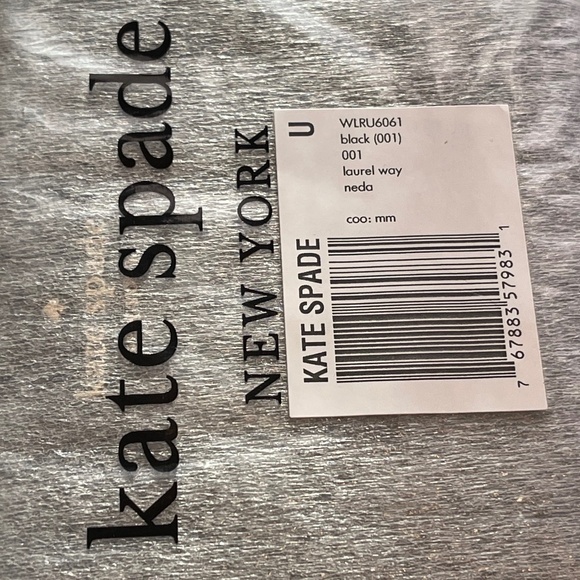 kate spade
NEW YORK
WLRU6061
black (001)
001
laurel way
neda
coo: mm
U
KATE SPADE
7 67883 57983 1